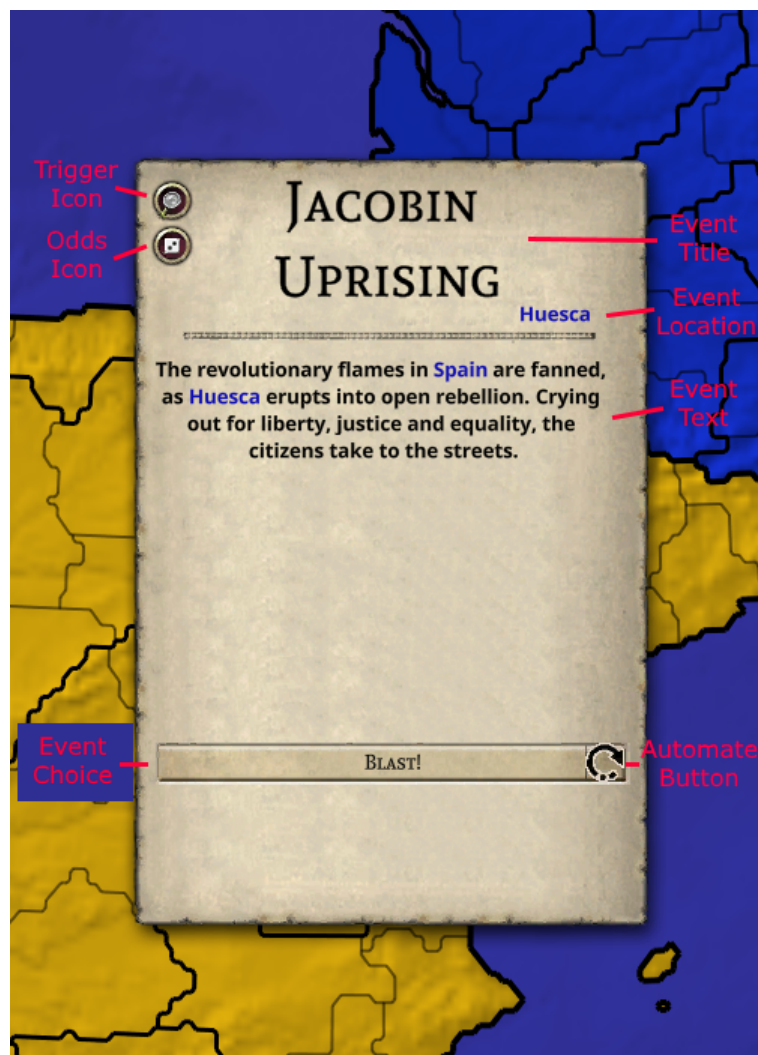 Trigger
Icon
Odds
Icon
Jacobin
Uprising
Event
Title
Huesca
Event
Location
The revolutionary flames in Spain are fanned,
as Huesca erupts into open rebellion. Crying
out for liberty, justice and equality, the
citizens take to the streets.
Event
Text
Event
Choice
Blast!
Automate
Button